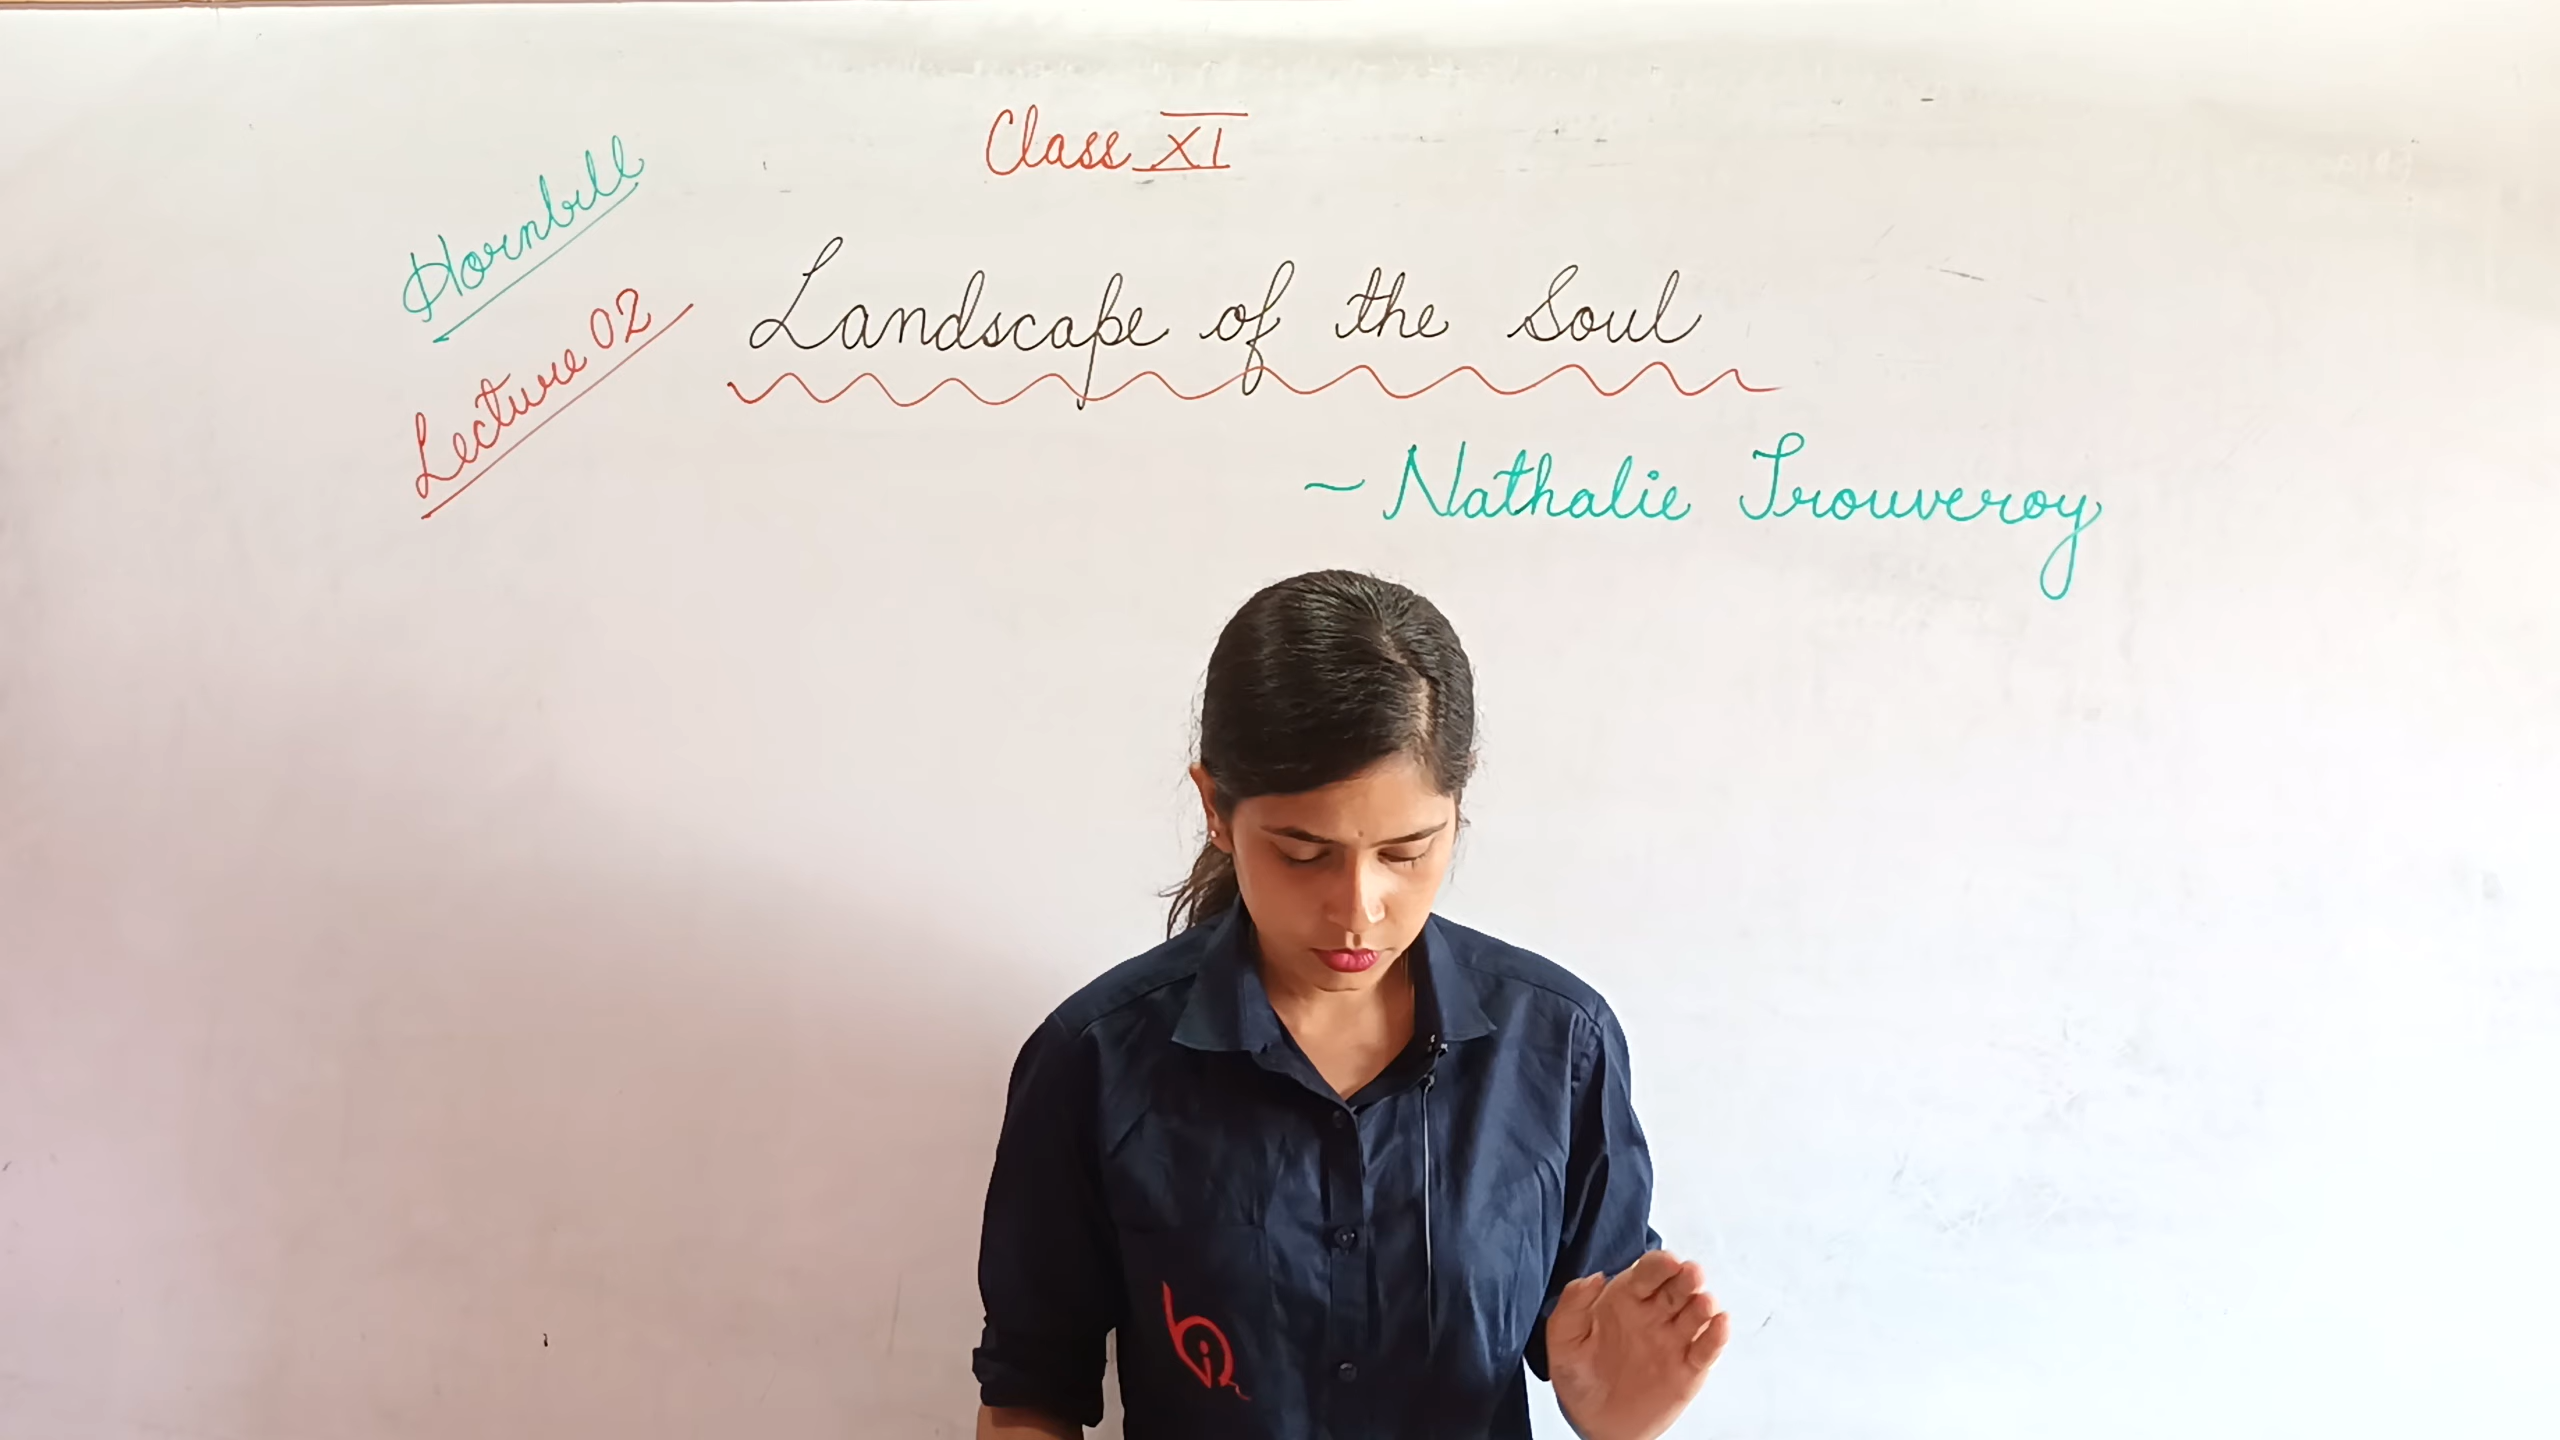 Class XI
Hornbill
Lecture 02
Landscape of the Soul
~ Nathalie Trouveroy